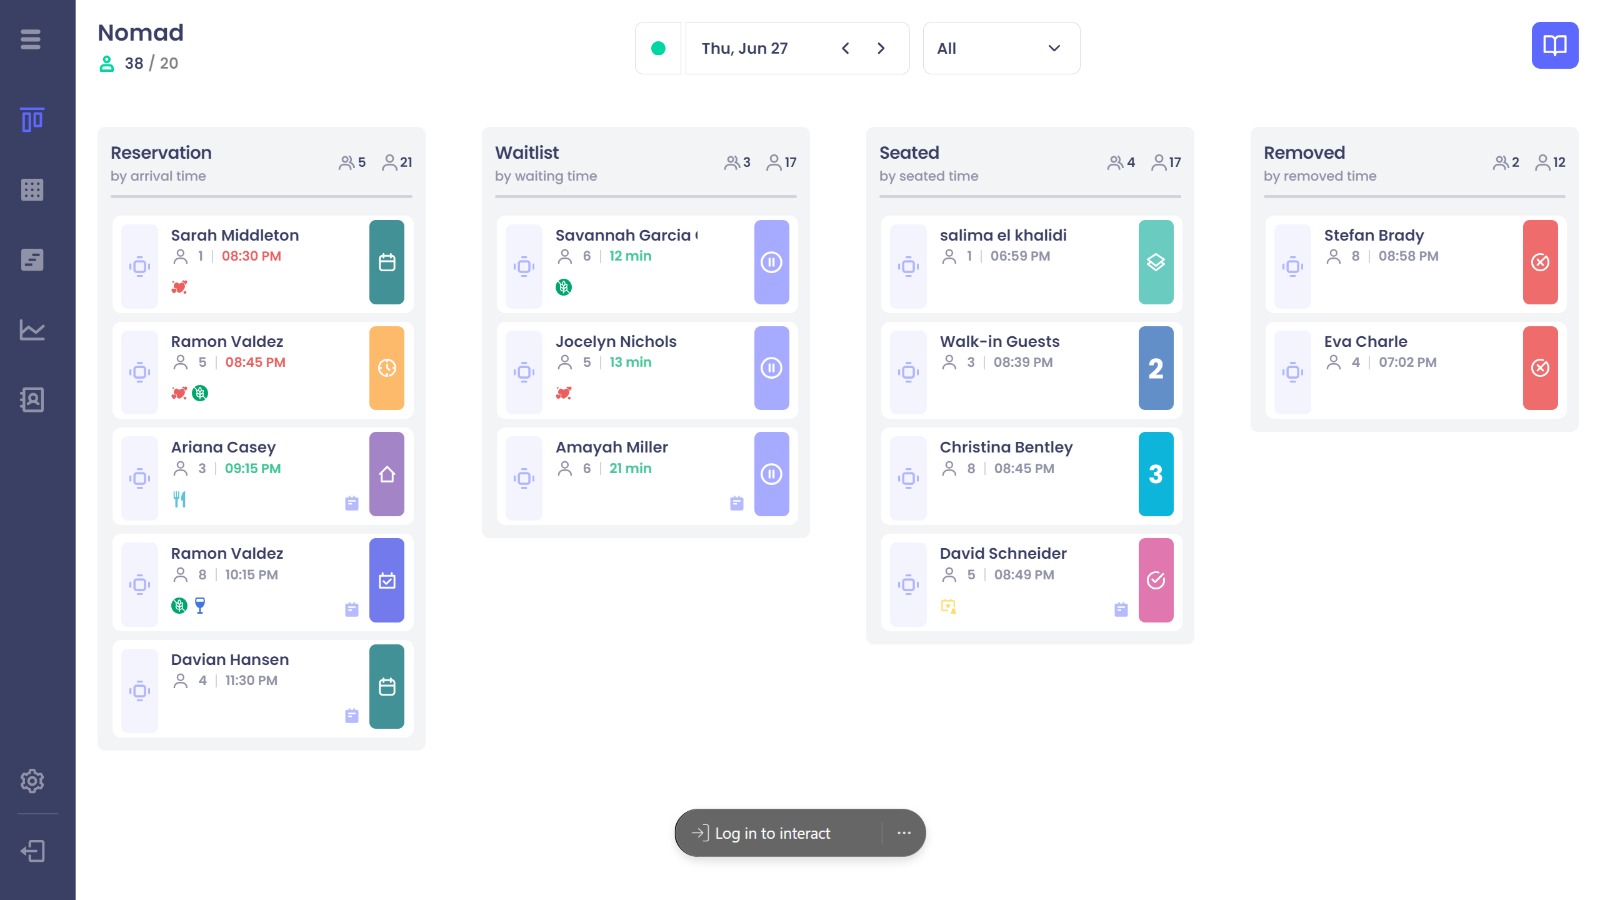 Nomad
38 / 20
Thu, Jun 27
All
Reservation
by arrival time
5
21
Sarah Middleton
1 | 08:30 PM
Ramon Valdez
5 | 08:45 PM
Ariana Casey
3 | 09:15 PM
Ramon Valdez
8 | 10:15 PM
Davian Hansen
4 | 11:30 PM
Waitlist
by waiting time
3
17
Savannah Garcia
6 | 12 min
Jocelyn Nichols
5 | 13 min
Amayah Miller
6 | 21 min
Seated
by seated time
4
17
salima el khalidi
1 | 06:59 PM
Walk-in Guests
3 | 08:39 PM
2
Christina Bentley
8 | 08:45 PM
3
David Schneider
5 | 08:49 PM
Removed
by removed time
2
12
Stefan Brady
8 | 08:58 PM
Eva Charle
4 | 07:02 PM
Log in to interact